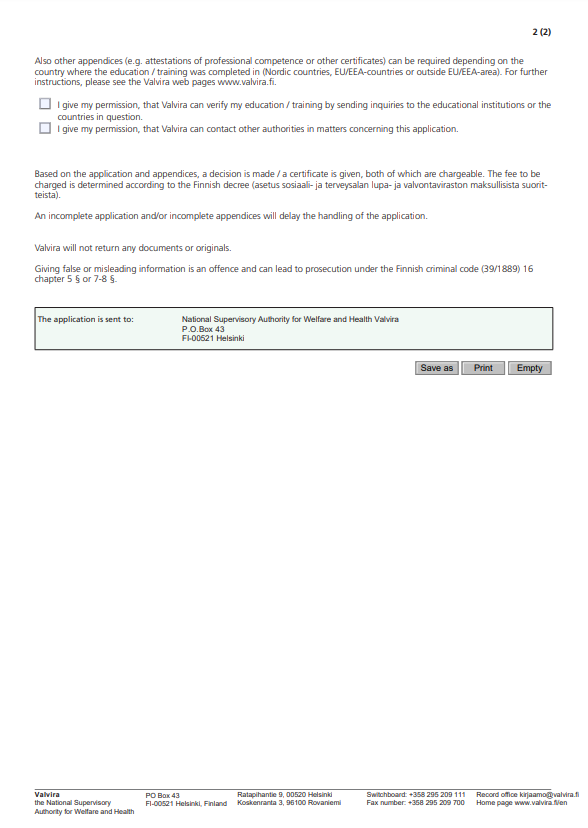 2 (2)
Also other appendices (e.g. attestations of professional competence or other certificates) can be required depending on the
country where the education / training was completed in (Nordic countries, EU/EEA-countries or outside EU/EEA-area). For further
instructions, please see the Valvira web pages www.valvira.fi.
I give my permission, that Valvira can verify my education / training by sending inquiries to the educational institutions or the
countries in question.
I give my permission, that Valvira can contact other authorities in matters concerning this application.
Based on the application and appendices, a decision is made / a certificate is given, both of which are chargeable. The fee to be
charged is determined according to the Finnish decree (asetus sosiaali- ja terveysalan lupa- ja valvontaviraston maksullisista suorit-
teista).
An incomplete application and/or incomplete appendices will delay the handling of the application.
Valvira will not return any documents or originals.
Giving false or misleading information is an offence and can lead to prosecution under the Finnish criminal code (39/1889) 16
chapter 5 § or 7-8 §.
The application is sent to: National Supervisory Authority for Welfare and Health Valvira
P.O.Box 43
FI-00521 Helsinki
Save as Print Empty
Valvira
the National Supervisory
Authority for Welfare and Health
PO Box 43
FI-00521 Helsinki, Finland
Ratapihantie 9, 00520 Helsinki
Koskenranta 3, 96100 Rovaniemi
Switchboard: +358 295 209 111
Fax number: +358 295 209 700
Record office kirjaamo@valvira.fi
Home page www.valvira.fi/en